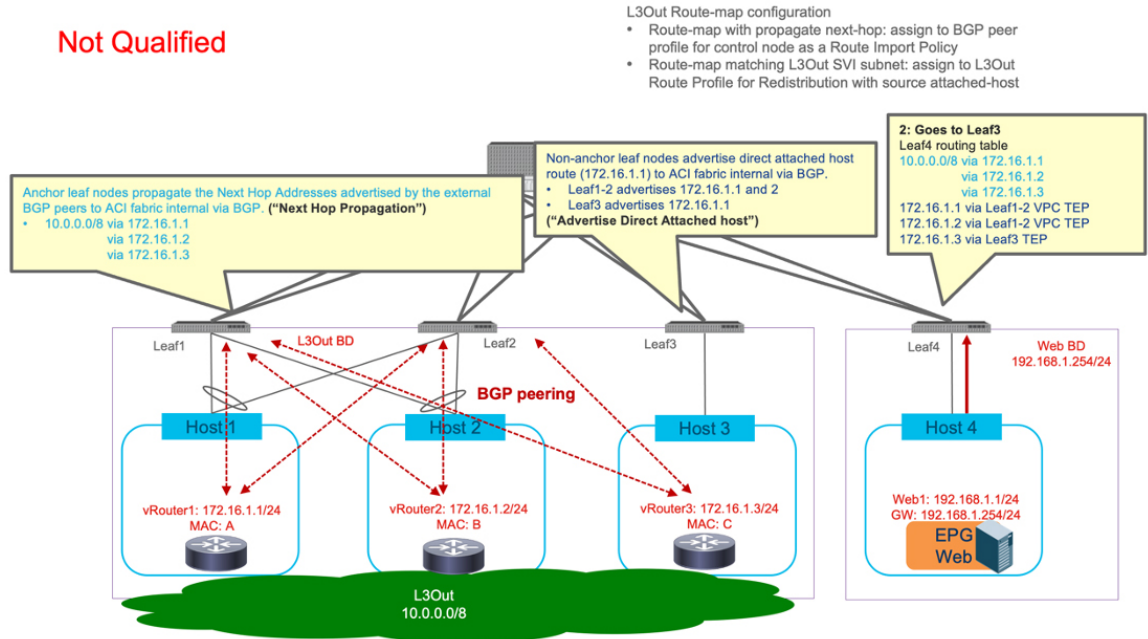 Not Qualified
L3Out Route-map configuration
• Route-map with propagate next-hop: assign to BGP peer
profile for control node as a Route Import Policy
• Route-map matching L3Out SVI subnet: assign to L3Out
Route Profile for Redistribution with source attached-host
Anchor leaf nodes propagate the Next Hop Addresses advertised by the external
BGP peers to ACI fabric internal via BGP. (“Next Hop Propagation”)
• 10.0.0.0/8 via 172.16.1.1
via 172.16.1.2
via 172.16.1.3
Non-anchor leaf nodes advertise direct attached host
route (172.16.1.1) to ACI fabric internal via BGP.
• Leaf1-2 advertises 172.16.1.1 and 2
• Leaf3 advertises 172.16.1.1
(“Advertise Direct Attached host”)
2: Goes to Leaf3
Leaf4 routing table
10.0.0.0/8 via 172.16.1.1
via 172.16.1.2
via 172.16.1.3
172.16.1.1 via Leaf1-2 VPC TEP
172.16.1.2 via Leaf1-2 VPC TEP
172.16.1.3 via Leaf3 TEP
Leaf1
L3Out BD
Leaf2
Leaf3
Leaf4
Web BD
192.168.1.254/24
BGP peering
Host 1
Host 2
Host 3
Host 4
vRouter1: 172.16.1.1/24
MAC: A
vRouter2: 172.16.1.2/24
MAC: B
vRouter3: 172.16.1.3/24
MAC: C
Web1: 192.168.1.1/24
GW: 192.168.1.254/24
EPG
Web
L3Out
10.0.0.0/8